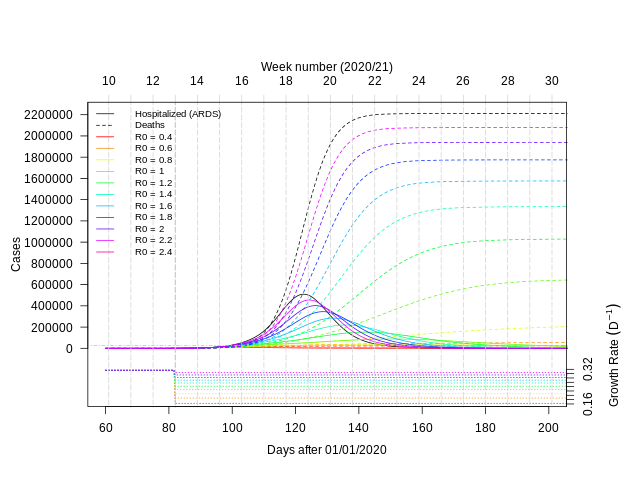 Week number (2020/21)
10 12 14 16 18 20 22 24 26 28 30
2200000
2000000
1800000
1600000
1400000
1200000
1000000
800000
600000
400000
200000
0
Cases
Hospitalized (ARDS)
Deaths
R0 = 0.4
R0 = 0.6
R0 = 0.8
R0 = 1
R0 = 1.2
R0 = 1.4
R0 = 1.6
R0 = 1.8
R0 = 2
R0 = 2.2
R0 = 2.4
0.16 0.32
Growth Rate (D⁻¹)
60 80 100 120 140 160 180 200
Days after 01/01/2020